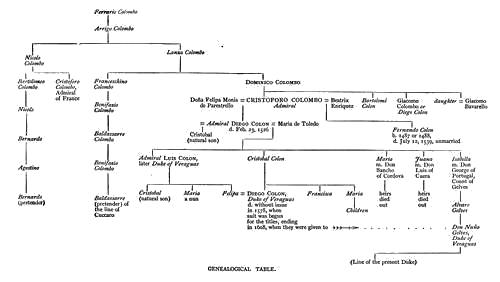 Ferrario Colombo
Arrigo Colombo
Nicolo
Colombo
Lanza Colombo
Bartolomeo
Colombo
Cristoforo
Colombo,
Admiral
of France
Franceschino
Colombo
DOMINICO COLOMBO
Doña Felipa Monis = CRISTOFORO COLOMBO = Beatriz
de Parestrillo
Admiral
Enriquez
Bartolomé
Colon
Giacomo
Colombo or
Diego Colon
daughter = Giacomo
Bavarello
Nicolo
Bonifazio
Colombo
= Admiral DIEGO COLON = Maria de Toledo
d. Feb. 23, 1526
Cristobal
(natural son)
Fernando Colon
b. 1487 or 1488,
d. July 12, 1539, unmarried
Bernardo
Baldassarre
Colombo
Admiral LUIS COLON,
later Duke of Veragua
Cristobal Colon
Maria
m. Don
Sancho
of Cordova
Juana
m. Don
Luis of
Cuera
Isabella
m. Don
George of
Portugal,
Count of
Gelves
Agostino
Bonifazio
Colombo
Bernardo
(pretender)
Baldassarre
(pretender) of
the line of
Cuccaro
Cristobal
(natural son)
Maria
a nun
Felipa = DIEGO COLON,
Duke of Veragua
d. without issue
in 1578, when
suit was begun
for the titles, ending
in 1608, when they were given to
Francisca
Maria
Children
heirs
died
out
heirs
died
out
Alvaro
Gelves
Don Nuño
Gelves,
Duke of
Veragua
(Line of the present Duke)
GENEALOGICAL TABLE.